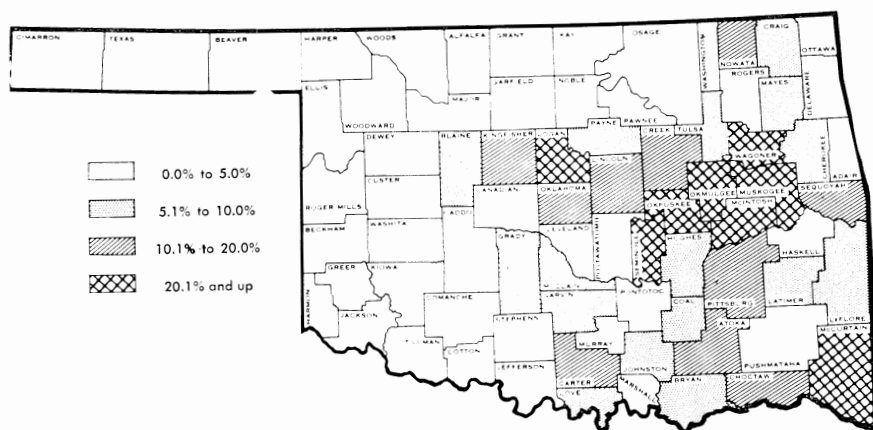 CIMARRON
TEXAS
BEAVER
HARPER
WOODS
ALFALFA
GRANT
KAY
OSAGE
WASHINGTON
NOWATA
CRAIG
OTTAWA
ROGERS
MAYES
DELAWARE
ELLIS
WOODWARD
MAJOR
GARFIELD
NOBLE
PAYNE
PAWNEE
DEWEY
BLAINE
KINGFISHER
LOGAN
CREEK
TULSA
WAGONER
CHEROKEE
ADAIR
LINCOLN
0.0% to 5.0%
5.1% to 10.0%
10.1% to 20.0%
20.1% and up
CUSTER
ROGER MILLS
CANADIAN
OKLAHOMA
OKFUSKEE
OKMULGEE
MUSKOGEE
MCINTOSH
SEQUOYAH
BECKHAM
WASHITA
CADDO
GRADY
CLEVELAND
POTTAWATOMIE
SEMINOLE
HUGHES
HASKELL
GREER
KIOWA
HARMON
JACKSON
COMANCHE
MCCLAIN
GARVIN
PONTOTOC
COAL
PITTSBURG
LATIMER
LEFLORE
STEPHENS
TILLMAN
COTTON
JEFFERSON
MURRAY
CARTER
LOVE
JOHNSTON
MARSHALL
ATOKA
BRYAN
PUSHMATAHA
CHOCTAW
MCCURTAIN